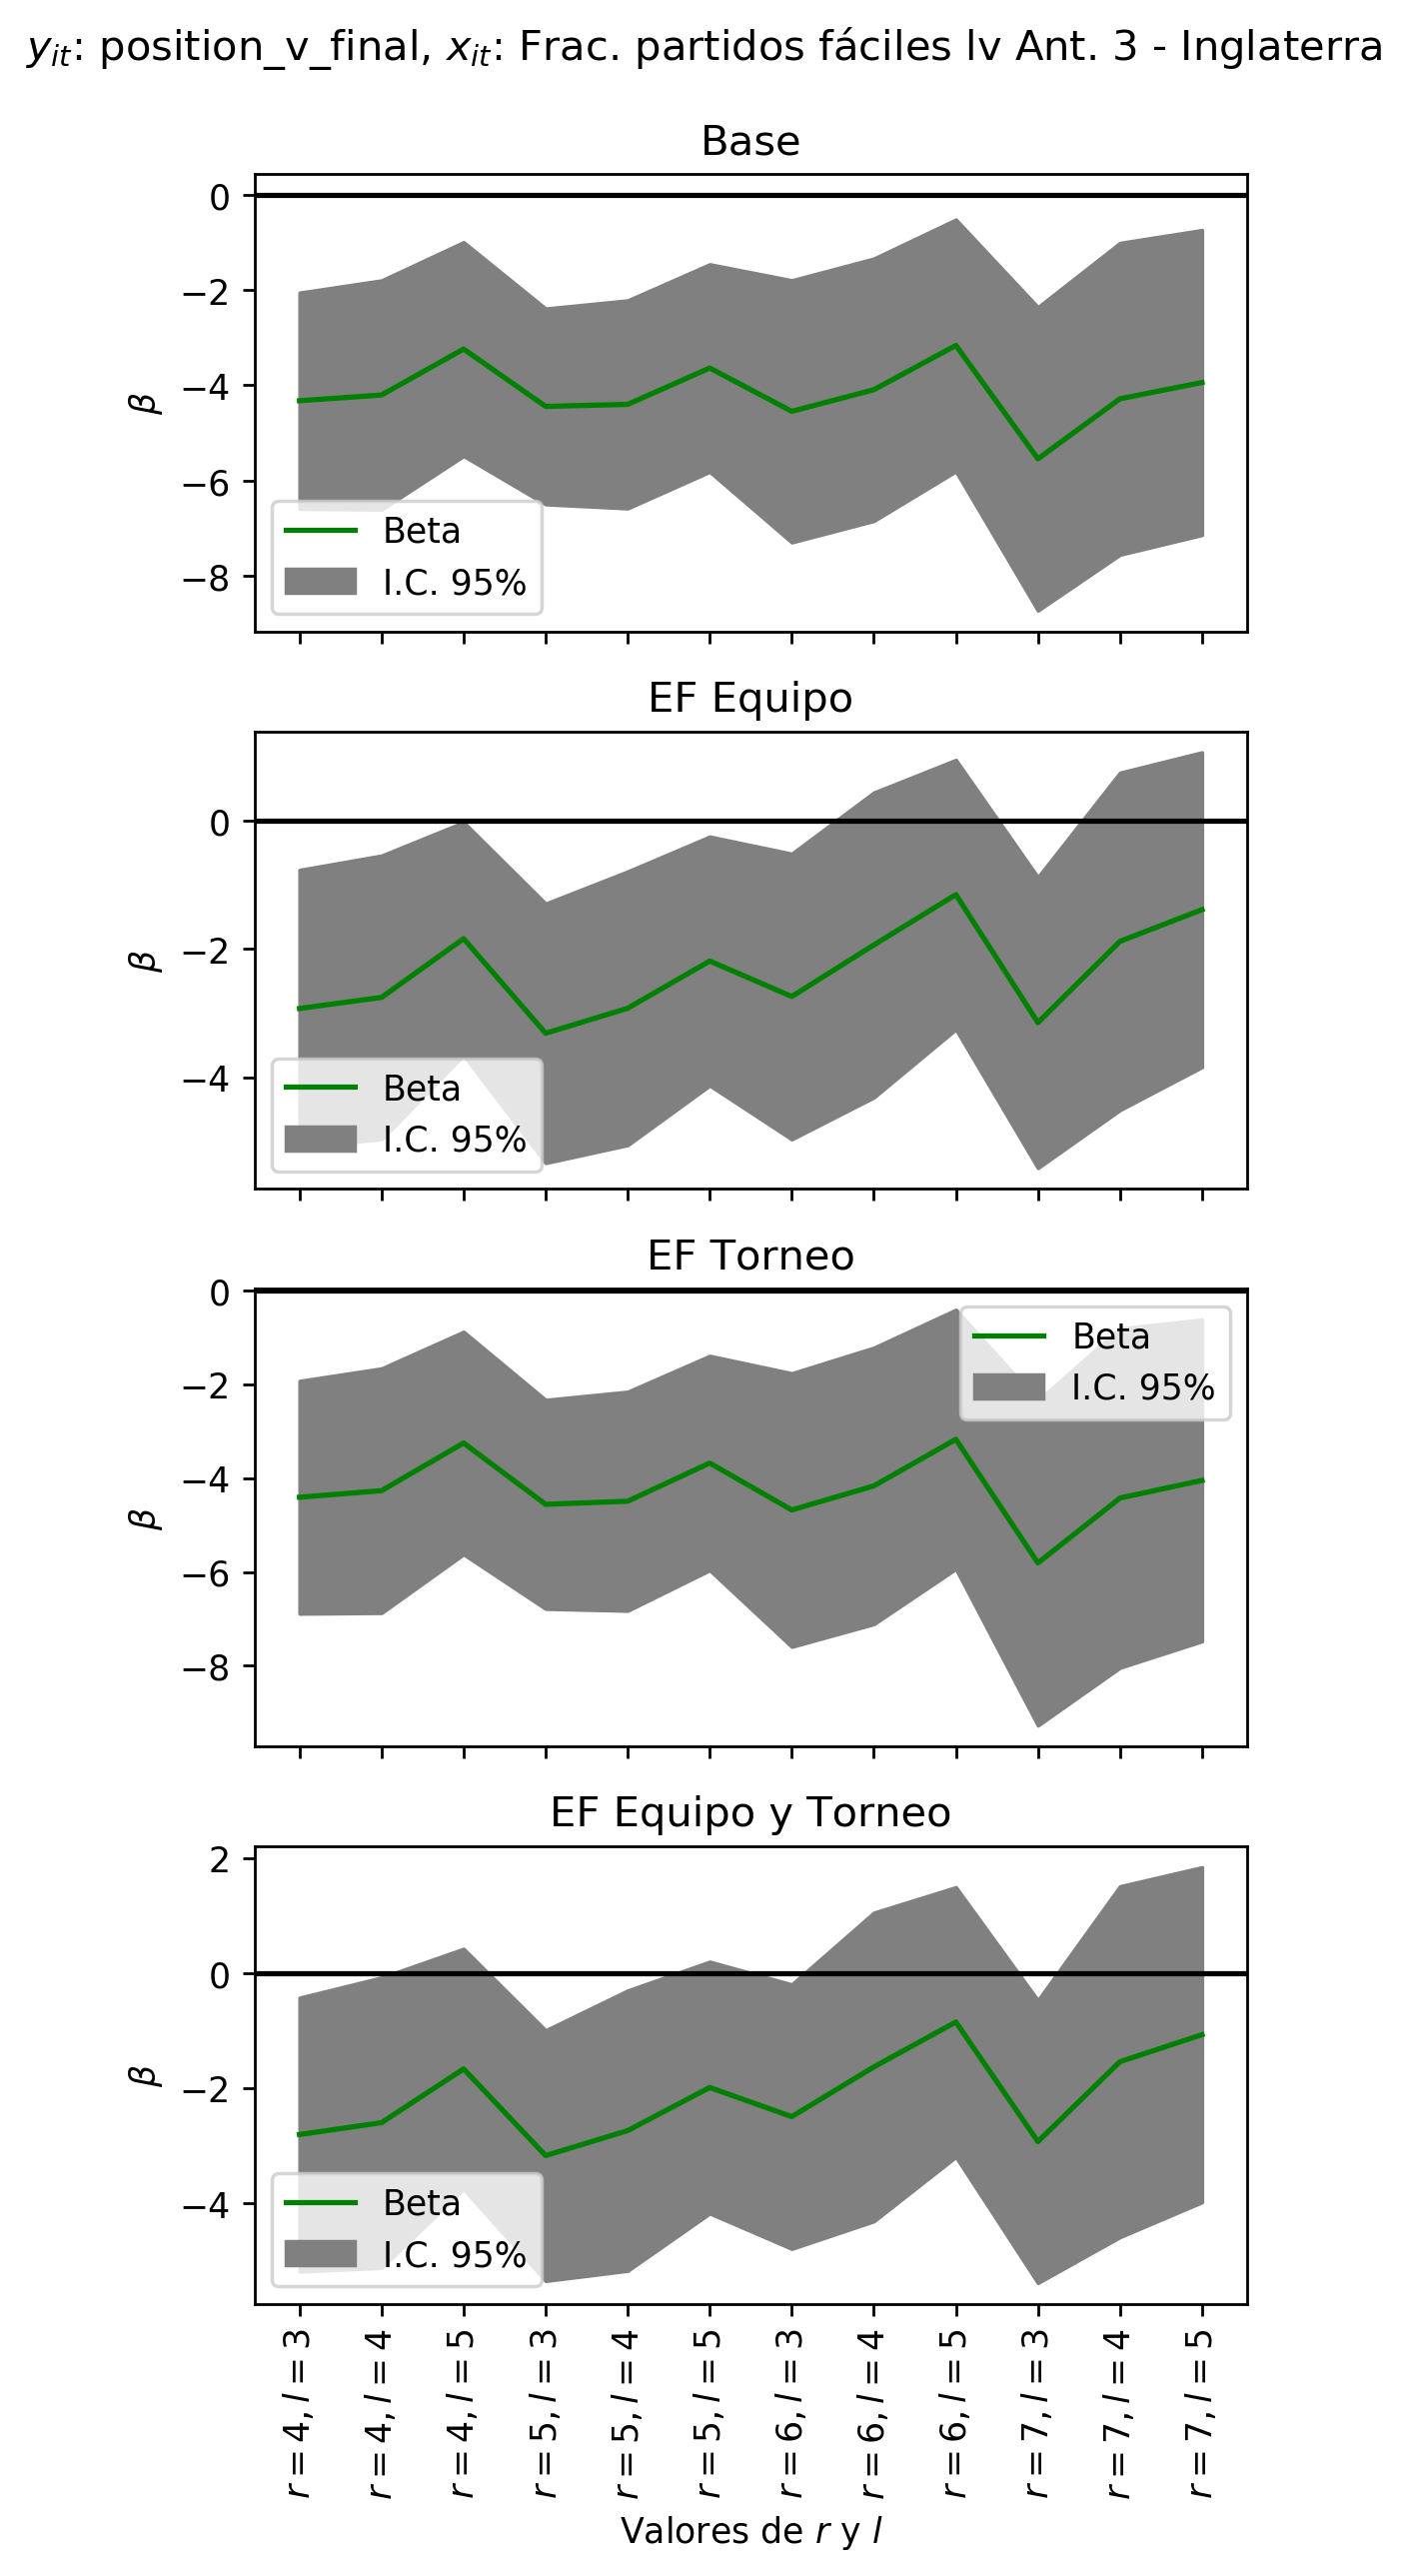 y_it: position_v_final, x_it: Frac. partidos fáciles lv Ant. 3 - Inglaterra
Base
0
−2
−4
−6
−8
β
Beta
I.C. 95%
EF Equipo
0
−2
−4
β
Beta
I.C. 95%
EF Torneo
0
−2
−4
−6
−8
β
Beta
I.C. 95%
EF Equipo y Torneo
2
0
−2
−4
β
Beta
I.C. 95%
r = 4, l = 3
r = 4, l = 4
r = 4, l = 5
r = 5, l = 3
r = 5, l = 4
r = 5, l = 5
r = 6, l = 3
r = 6, l = 4
r = 6, l = 5
r = 7, l = 3
r = 7, l = 4
r = 7, l = 5
Valores de r y l